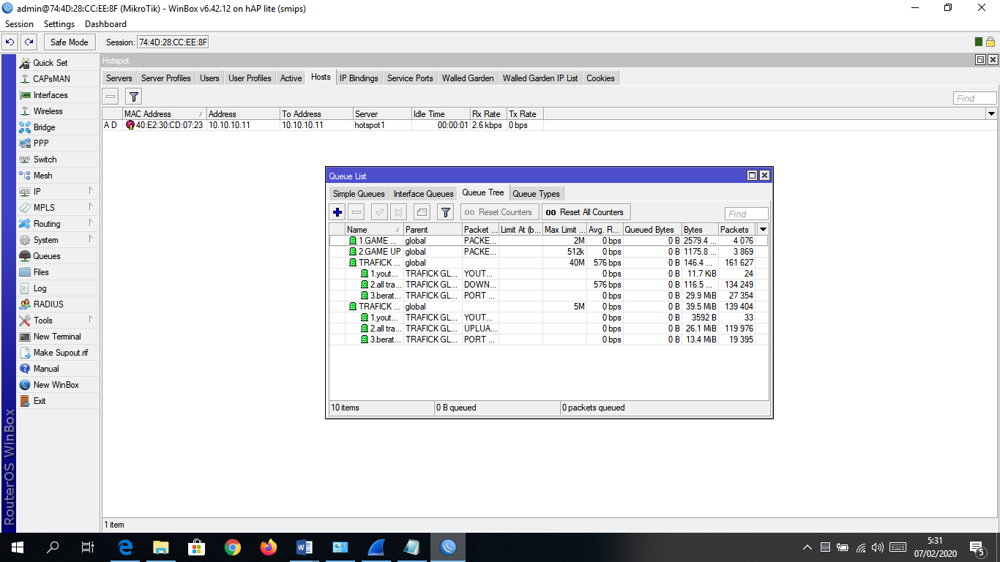 admin@74:4D:28:CC:EE:8F (MikroTik) - WinBox v6.42.12 on hAP lite (smips)
Session Settings Dashboard
Safe Mode Session: 74:4D:28:CC:EE:8F
Quick Set
CAPsMAN
Interfaces
Wireless
Bridge
PPP
Switch
Mesh
IP
MPLS
Routing
System
Queues
Files
Log
RADIUS
Tools
New Terminal
Make Supout.rif
Manual
New WinBox
Exit
RouterOS WinBox
Hotspot
Servers Server Profiles Users User Profiles Active Hosts IP Bindings Service Ports Walled Garden Walled Garden IP List Cookies
Find
MAC Address Address To Address Server Idle Time Rx Rate Tx Rate
A D 40:E2:30:CD:07:23 10.10.10.11 10.10.10.11 hotspot1 00:00:01 2.6 kbps 0 bps
Queue List
Simple Queues Interface Queues Queue Tree Queue Types
00 Reset Counters 00 Reset All Counters Find
Name Parent Packet ... Limit At (b... Max Limit ... Avg. R... Queued Bytes Bytes Packets
1.GAME ... global PACKE... 2M 0 bps 0 B 2579.4 ... 4 076
2.GAME UP global PACKE... 512k 0 bps 0 B 1175.8 ... 3 869
TRAFICK ... global 40M 576 bps 0 B 146.4 ... 161 627
1.yout... TRAFICK GL... YOUT... 0 bps 0 B 11.7 KiB 24
2.all tra... TRAFICK GL... DOWN... 576 bps 0 B 116.5 ... 134 249
3.berat... TRAFICK GL... PORT ... 0 bps 0 B 29.9 MiB 27 354
TRAFICK ... global 5M 0 bps 0 B 39.5 MiB 139 404
1.yout... TRAFICK GL... YOUT... 0 bps 0 B 3592 B 33
2.all tra... TRAFICK GL... UPLUA... 0 bps 0 B 26.1 MiB 119 976
3.berat... TRAFICK GL... PORT ... 0 bps 0 B 13.4 MiB 19 395
10 items 0 B queued 0 packets queued
1 item
5:31
07/02/2020
5